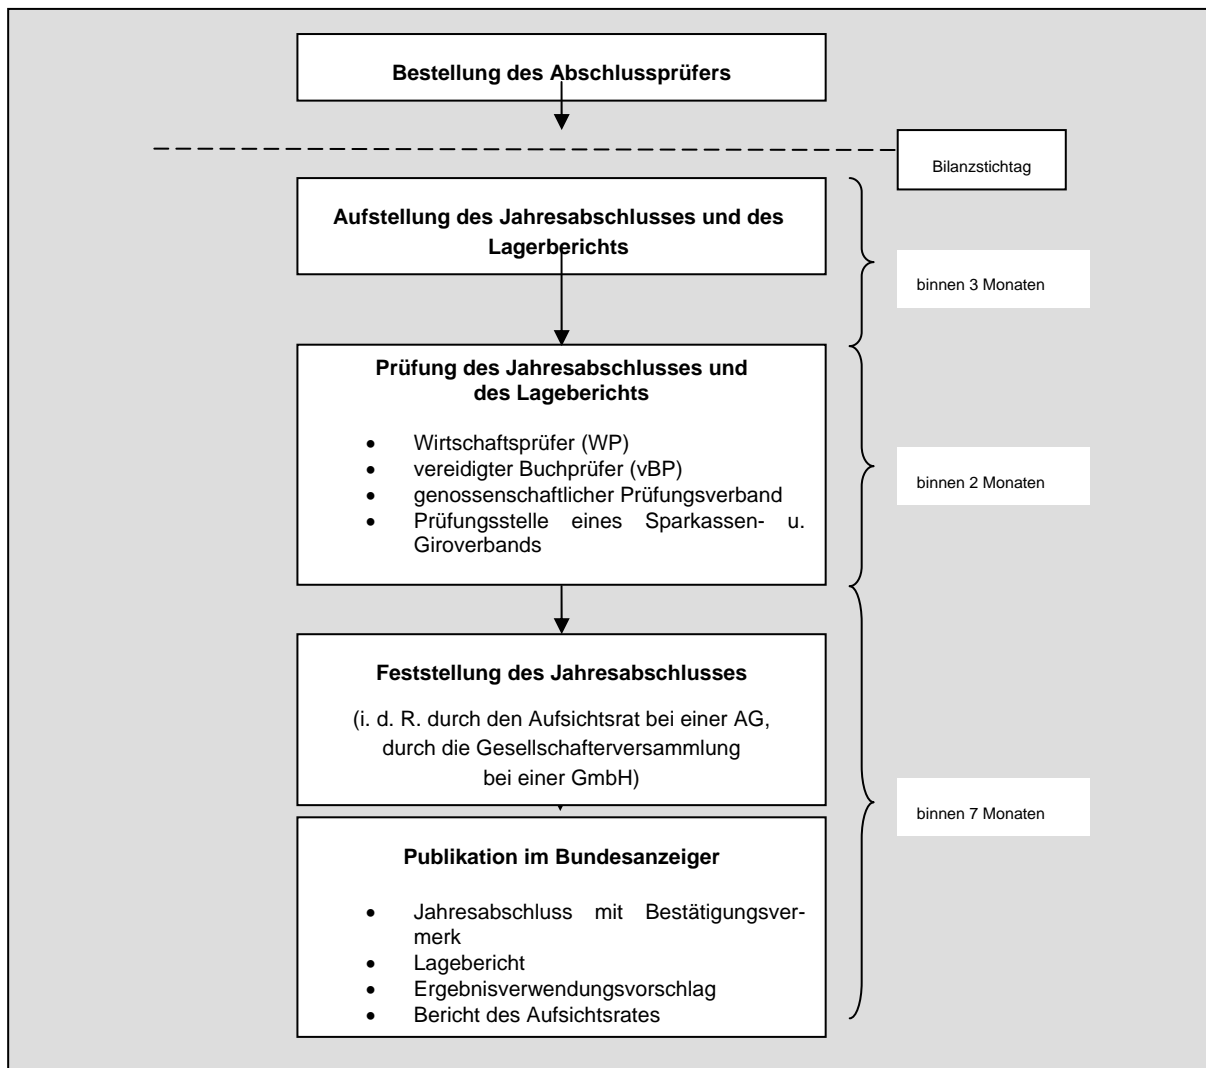 Bestellung des Abschlussprüfers
Bilanzstichtag
Aufstellung des Jahresabschlusses und des
Lagerberichts
binnen 3 Monaten
Prüfung des Jahresabschlusses und
des Lageberichts
• Wirtschaftsprüfer (WP)
• vereidigter Buchprüfer (vBP)
• genossenschaftlicher Prüfungsverband
• Prüfungsstelle eines Sparkassen- u.
Giroverbands
binnen 2 Monaten
Feststellung des Jahresabschlusses
(i. d. R. durch den Aufsichtsrat bei einer AG,
durch die Gesellschafterversammlung
bei einer GmbH)
binnen 7 Monaten
Publikation im Bundesanzeiger
• Jahresabschluss mit Bestätigungsver-
merk
• Lagebericht
• Ergebnisverwendungsvorschlag
• Bericht des Aufsichtsrates